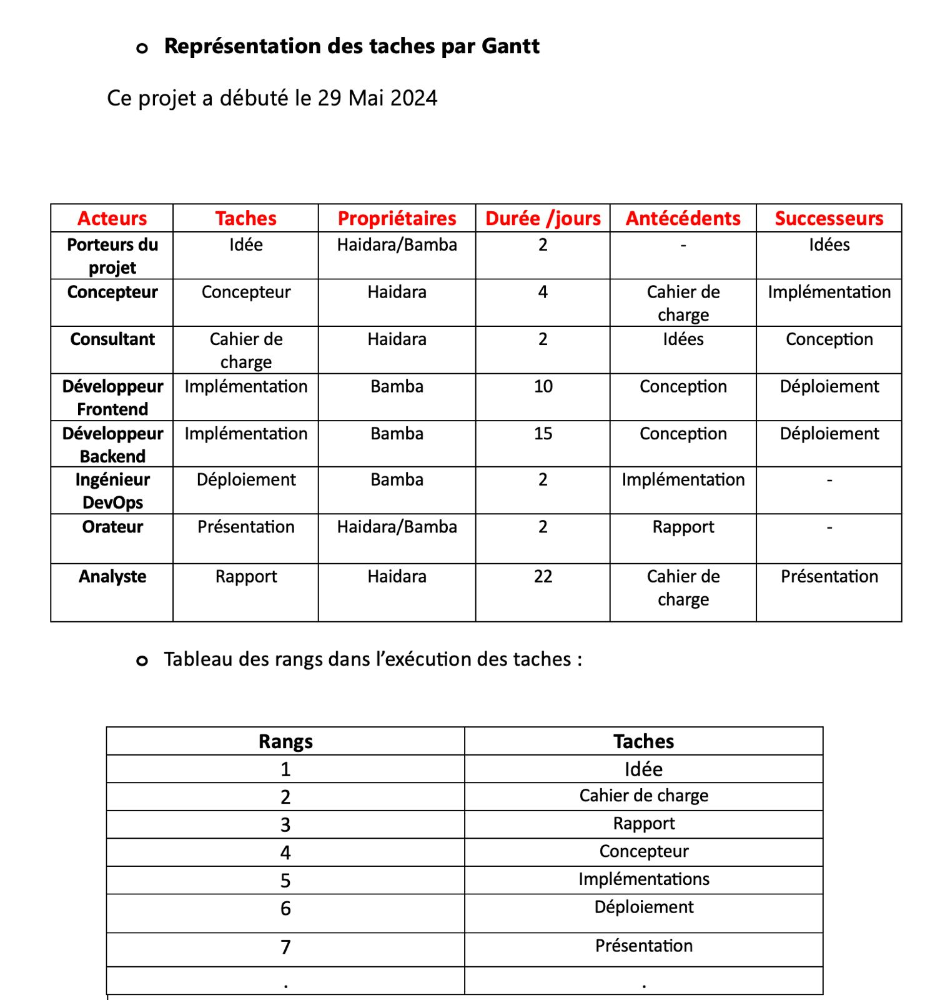 o Représentation des taches par Gantt
Ce projet a débuté le 29 Mai 2024
Acteurs Taches Propriétaires Durée /jours Antécédents Successeurs
Porteurs du projet Idée Haidara/Bamba 2 - Idées
Concepteur Concepteur Haidara 4 Cahier de charge Implémentation
Consultant Cahier de charge Haidara 2 Idées Conception
Développeur Frontend Implémentation Bamba 10 Conception Déploiement
Développeur Backend Implémentation Bamba 15 Conception Déploiement
Ingénieur DevOps Déploiement Bamba 2 Implémentation -
Orateur Présentation Haidara/Bamba 2 Rapport -
Analyste Rapport Haidara 22 Cahier de charge Présentation
o Tableau des rangs dans l’exécution des taches :
Rangs Taches
1 Idée
2 Cahier de charge
3 Rapport
4 Concepteur
5 Implémentations
6 Déploiement
7 Présentation
. .